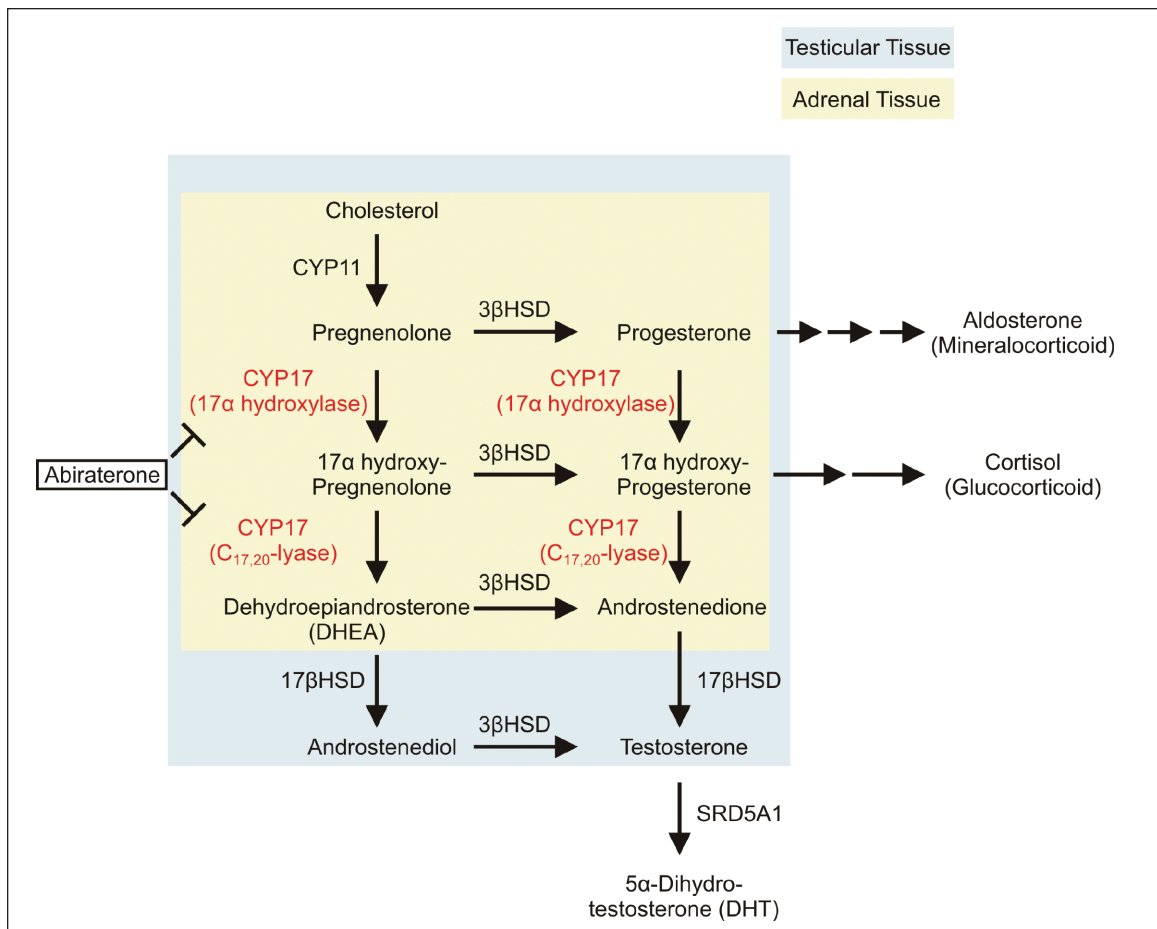 Testicular Tissue
Adrenal Tissue
Cholesterol
CYP11
3βHSD
Pregnenolone
Progesterone
Aldosterone
(Mineralocorticoid)
CYP17
(17α hydroxylase)
CYP17
(17α hydroxylase)
Abiraterone
17α hydroxy-
Pregnenolone
3βHSD
17α hydroxy-
Progesterone
Cortisol
(Glucocorticoid)
CYP17
(C₁₇,₂₀-lyase)
CYP17
(C₁₇,₂₀-lyase)
3βHSD
Dehydroepiandrosterone
(DHEA)
Androstenedione
17βHSD
17βHSD
3βHSD
Androstenediol
Testosterone
SRD5A1
5α-Dihydro-
testosterone (DHT)